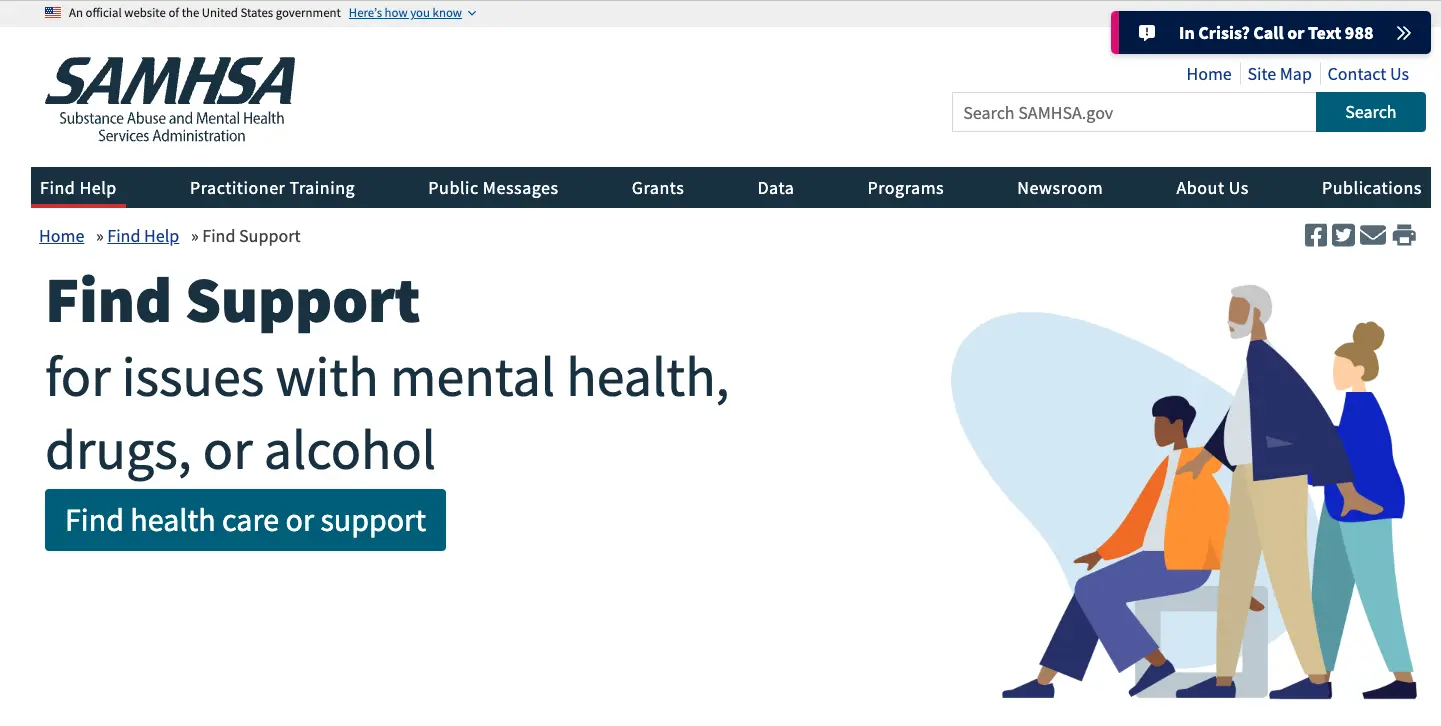 An official website of the United States government Here's how you know
In Crisis? Call or Text 988
SAMHSA
Substance Abuse and Mental Health
Services Administration
Home Site Map Contact Us
Search SAMHSA.gov Search
Find Help Practitioner Training Public Messages Grants Data Programs Newsroom About Us Publications
Home » Find Help » Find Support
Find Support
for issues with mental health,
drugs, or alcohol
Find health care or support